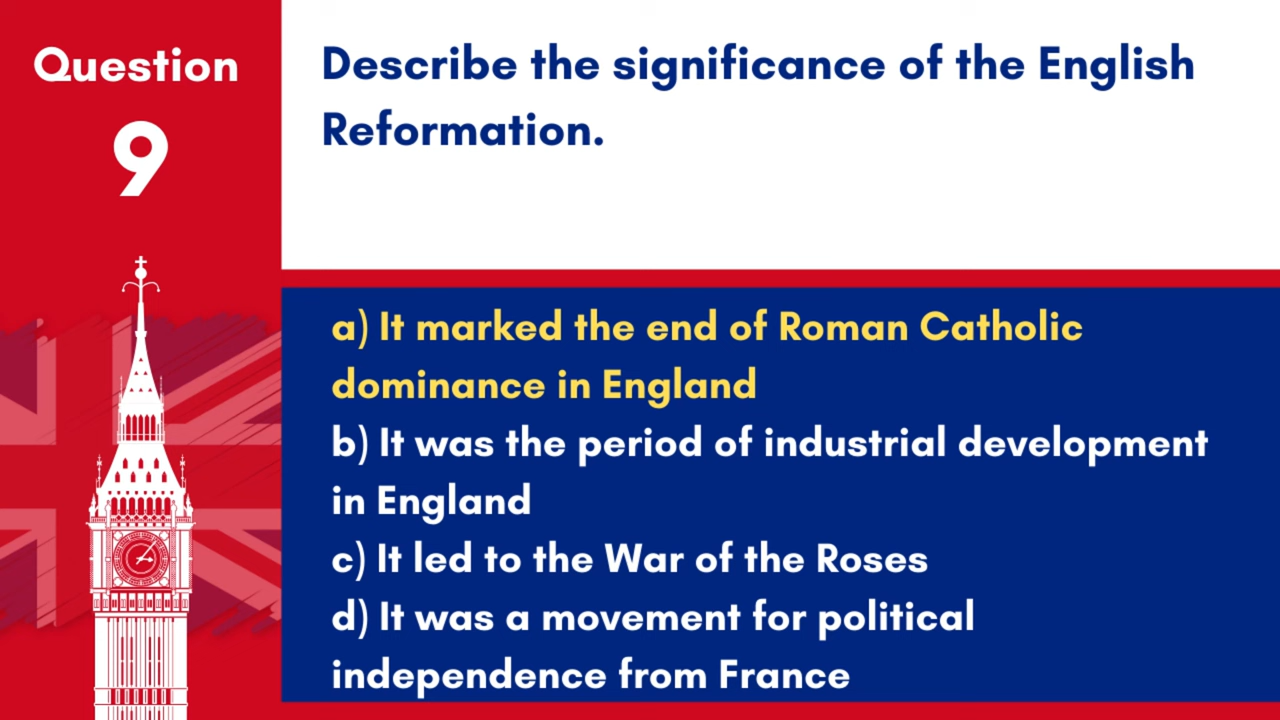 Question
9
Describe the significance of the English
Reformation.
a) It marked the end of Roman Catholic
dominance in England
b) It was the period of industrial development
in England
c) It led to the War of the Roses
d) It was a movement for political
independence from France